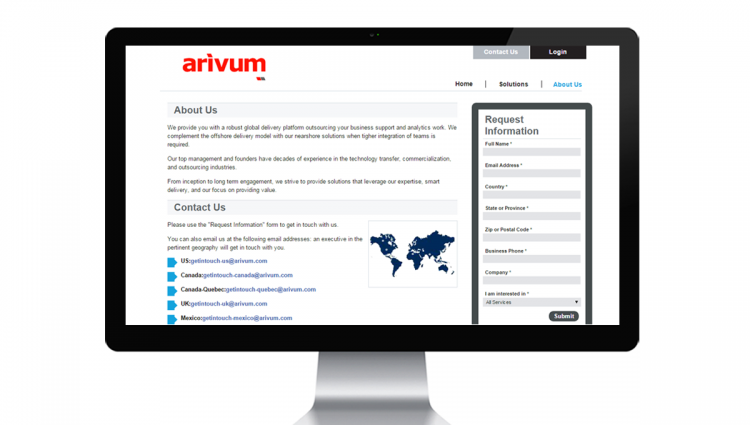 Contact Us
Login
arivum
Home | Solutions | About Us
About Us
We provide you with a robust global delivery platform outsourcing your business support and analytics work. We
complement the offshore delivery model with our nearshore solutions when higher integration of teams is
required.
Our top management and founders have decades of experience in the technology transfer, commercialization,
and outsourcing industries.
From inception to long term engagement, we strive to provide solutions that leverage our expertise, smart
delivery, and our focus on providing value.
Contact Us
Please use the "Request Information" form to get in touch with us.
You can also email us at the following email addresses: an executive in the
pertinent geography will get in touch with you.
US:getintouch-us@arivum.com
Canada:getintouch-canada@arivum.com
Canada-Quebec:getintouch-quebec@arivum.com
UK:getintouch-uk@arivum.com
Mexico:getintouch-mexico@arivum.com
Request
Information
Full Name *
Email Address *
Country *
State or Province *
Zip or Postal Code *
Business Phone *
Company *
I am interested in *
All Services
Submit